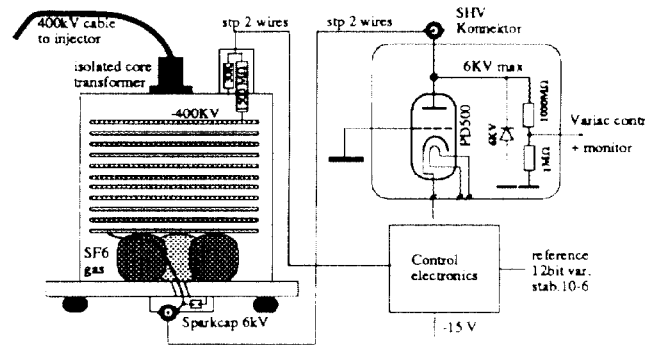 400kV cable
to injector
stp 2 wires
stp 2 wires
SHV
Konnektor
isolated core
transformer
-400KV
6KV max
PD500
6KV
1000MΩ
1MΩ
Variac contr
+ monitor
SF6
gas
Control
electronics
reference
12bit var.
stab.10-6
Sparkcap 6kV
-15 V